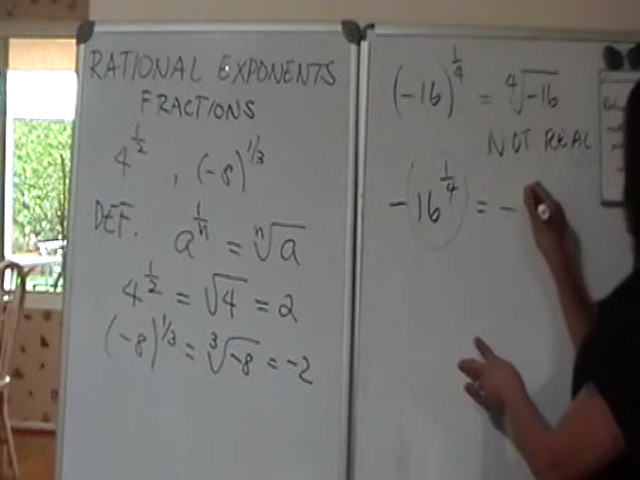 RATIONAL EXPONENTS
FRACTIONS
4^{1/2} , (-8)^{1/3}
DEF. a^{1/n} = ⁿ√a
4^{1/2} = √4 = 2
(-8)^{1/3} = ³√-8 = -2
(-16)^{1/4} = ⁴√-16
NOT REAL
-16^{1/4} = -